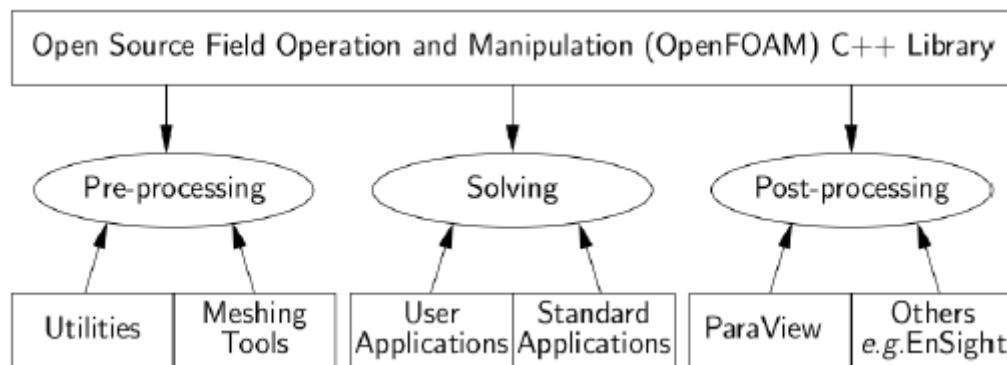 Open Source Field Operation and Manipulation (OpenFOAM) C++ Library
Pre-processing
Solving
Post-processing
Utilities
Meshing
Tools
User
Applications
Standard
Applications
ParaView
Others
e.g.EnSight